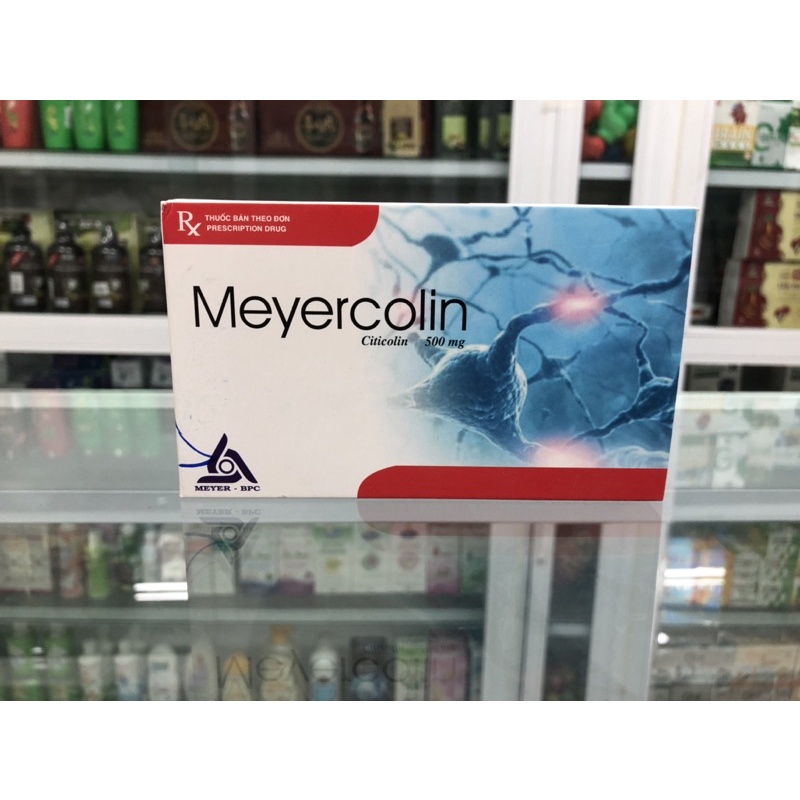 Rx THUỐC BÁN THEO ĐƠN
PRESCRIPTION DRUG
Meyercolin
Citicolin 500 mg
MEYER - BPC